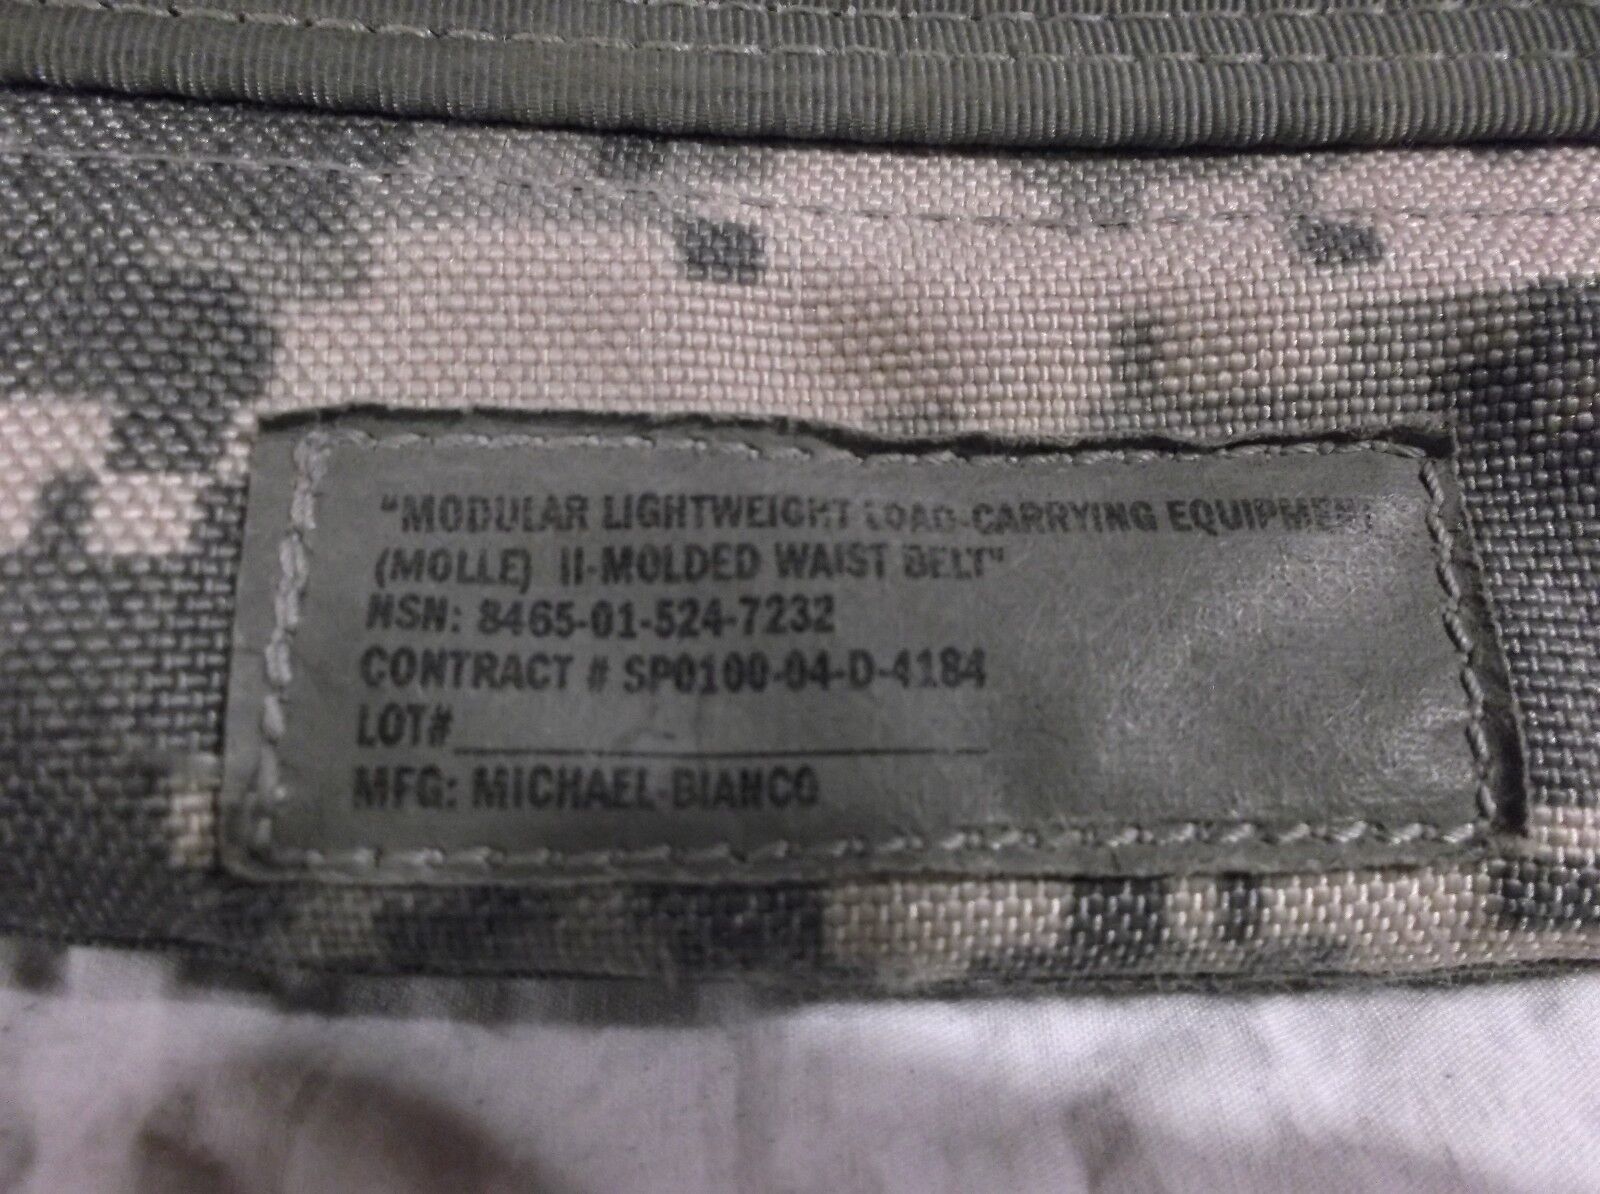 "MODULAR LIGHTWEIGHT LOAD-CARRYING EQUIPMENT
(MOLLE) II-MOLDED WAIST BELT"
NSN: 8465-01-524-7232
CONTRACT # SP0100-04-D-4184
LOT#
MFG: MICHAEL BIANCO